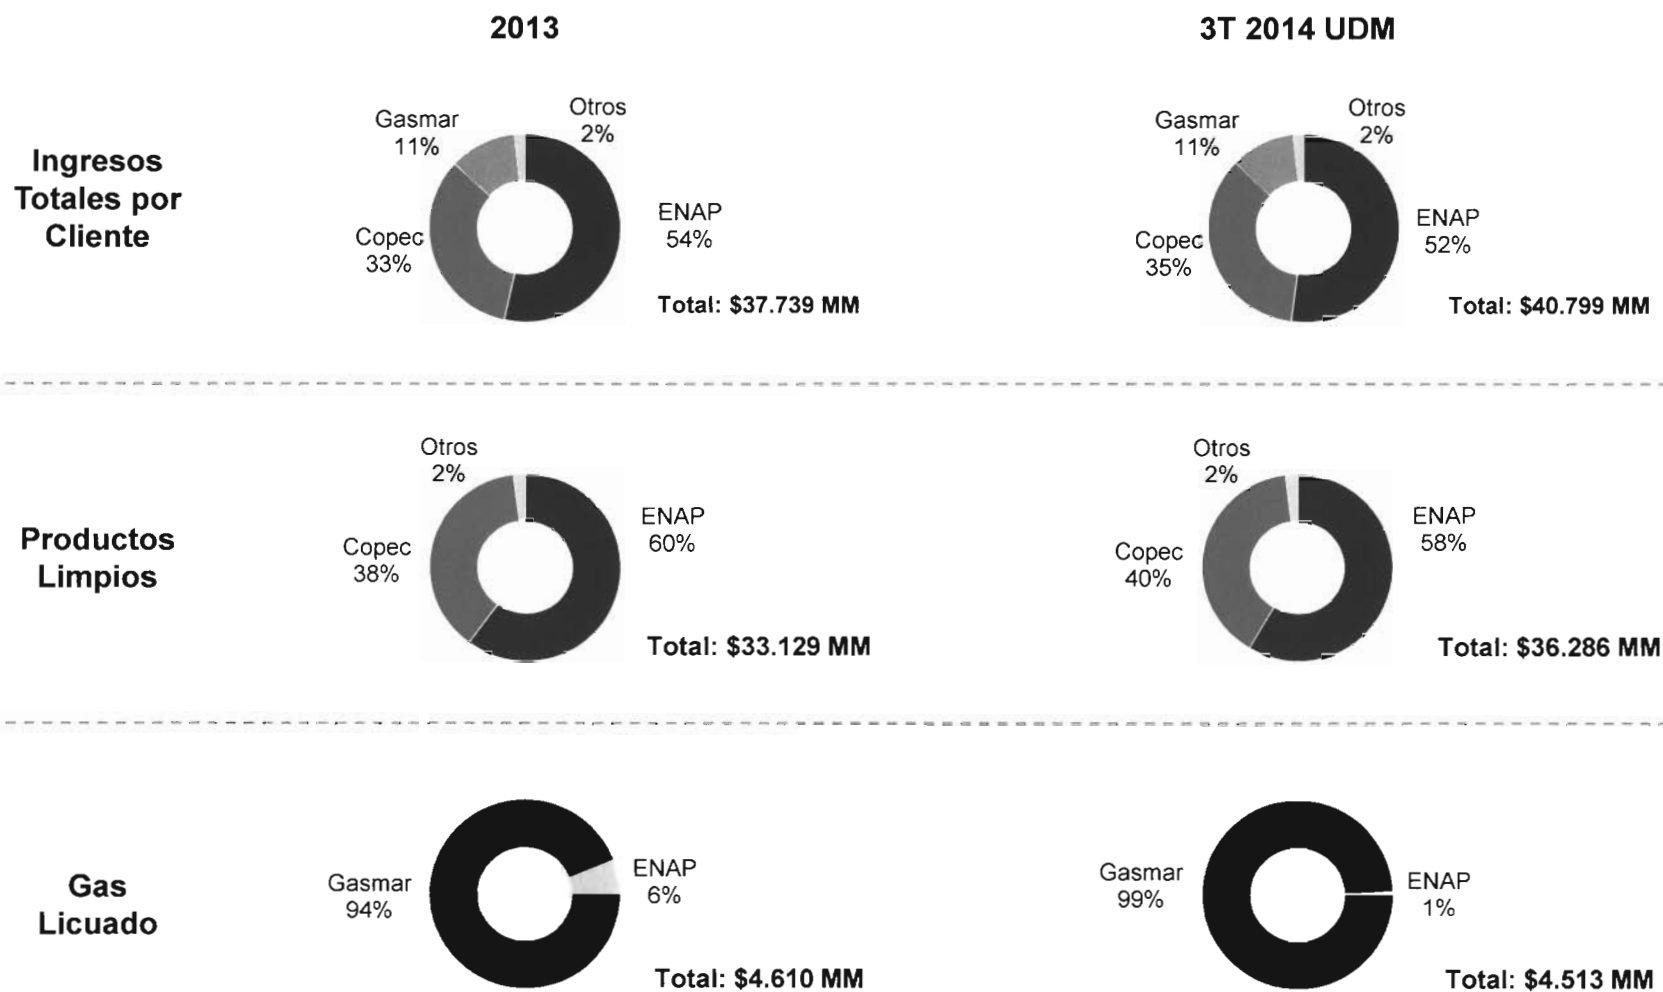 2013
3T 2014 UDM
Ingresos
Totales por
Cliente
Gasmar
11%
Otros
2%
ENAP
54%
Copec
33%
Total: $37.739 MM
Gasmar
11%
Otros
2%
ENAP
52%
Copec
35%
Total: $40.799 MM
Productos
Limpios
Otros
2%
ENAP
60%
Copec
38%
Total: $33.129 MM
Otros
2%
ENAP
58%
Copec
40%
Total: $36.286 MM
Gas
Licuado
Gasmar
94%
ENAP
6%
Total: $4.610 MM
Gasmar
99%
ENAP
1%
Total: $4.513 MM